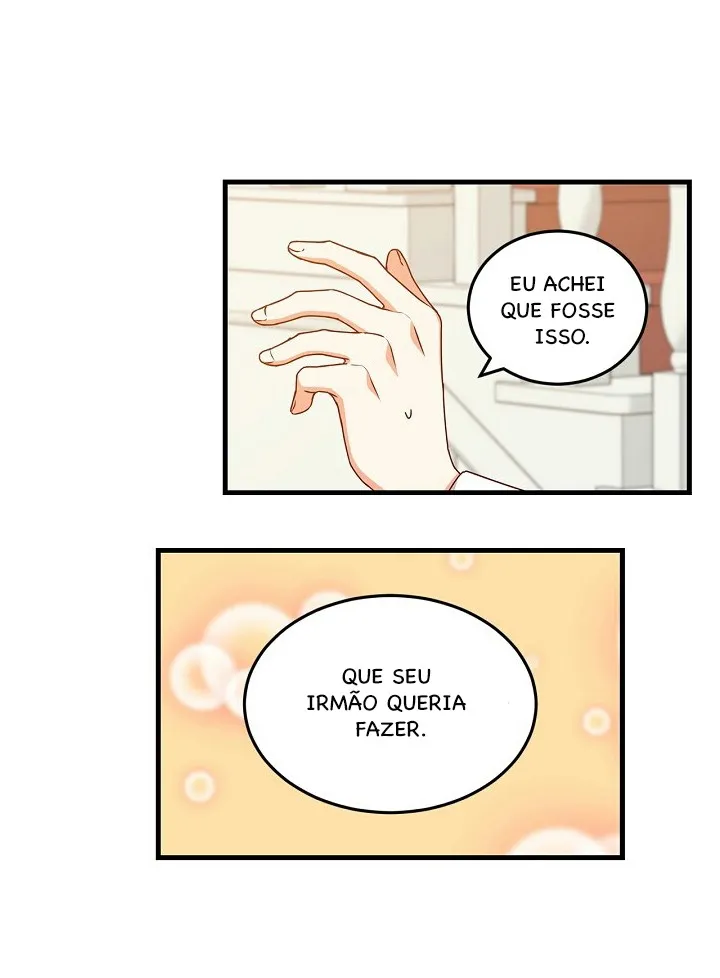 EU ACHEI
QUE FOSSE
ISSO.
QUE SEU
IRMÃO QUERIA
FAZER.